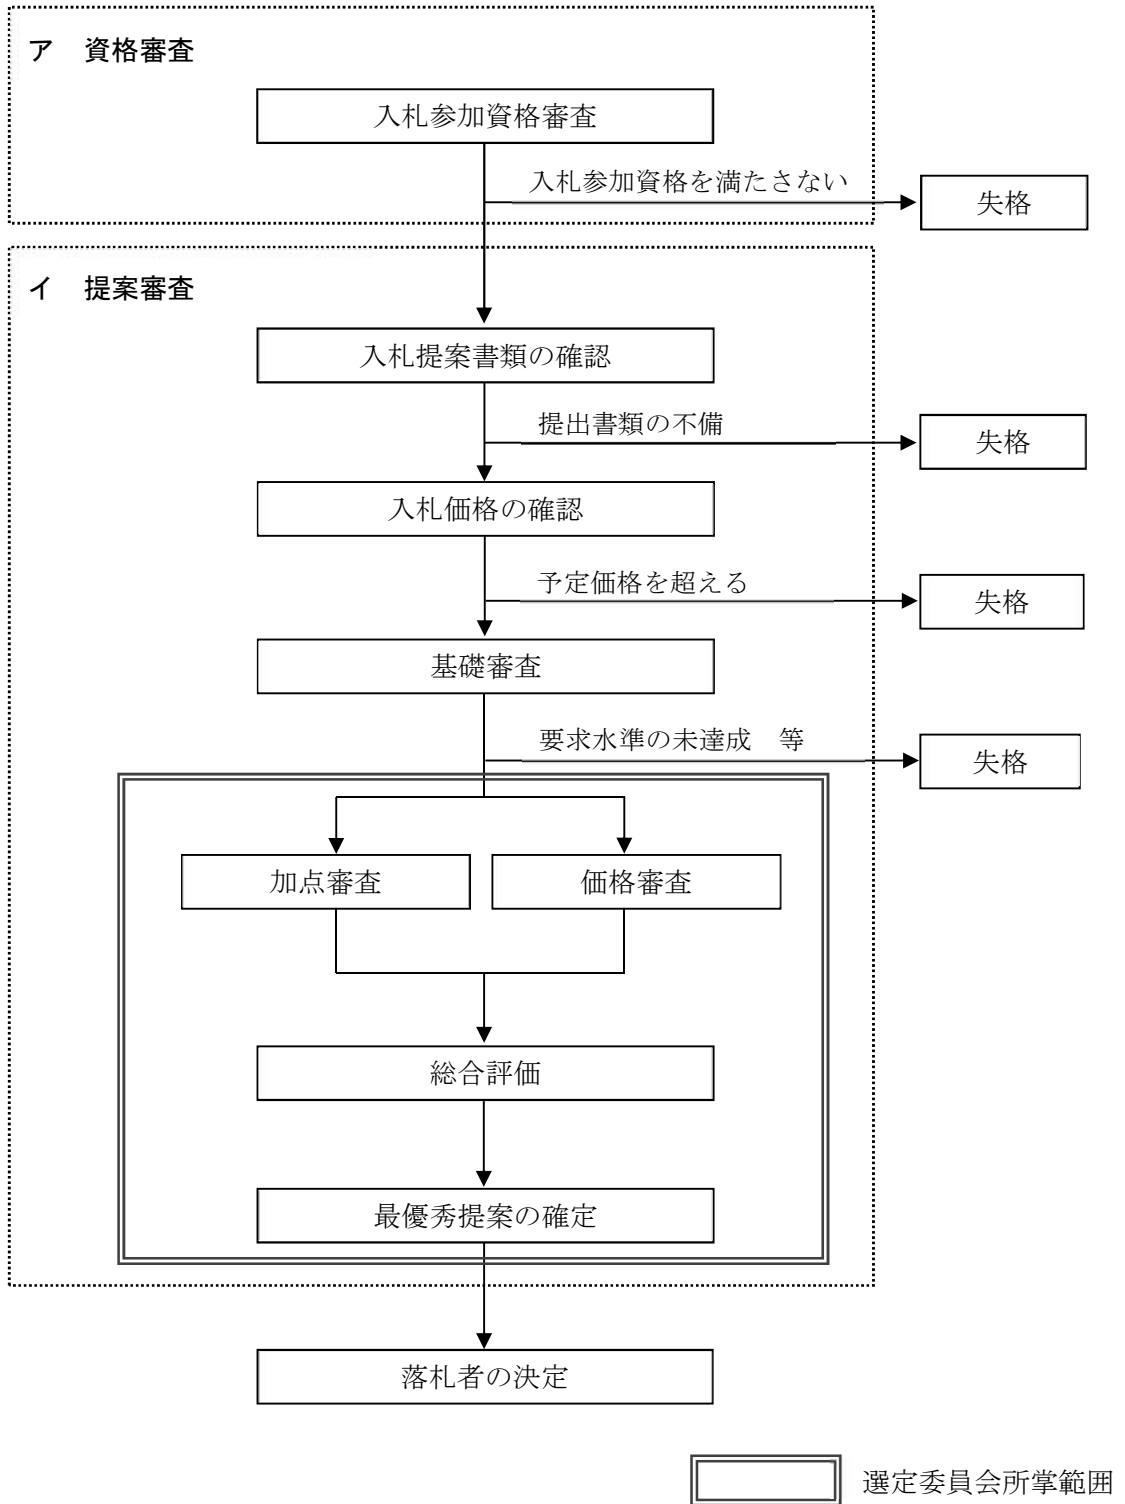 ア　資格審査
入札参加資格審査
入札参加資格を満たさない
失格
イ　提案審査
入札提案書類の確認
提出書類の不備
失格
入札価格の確認
予定価格を超える
失格
基礎審査
要求水準の未達成　等
失格
加点審査
価格審査
総合評価
最優秀提案の確定
落札者の決定
選定委員会所掌範囲